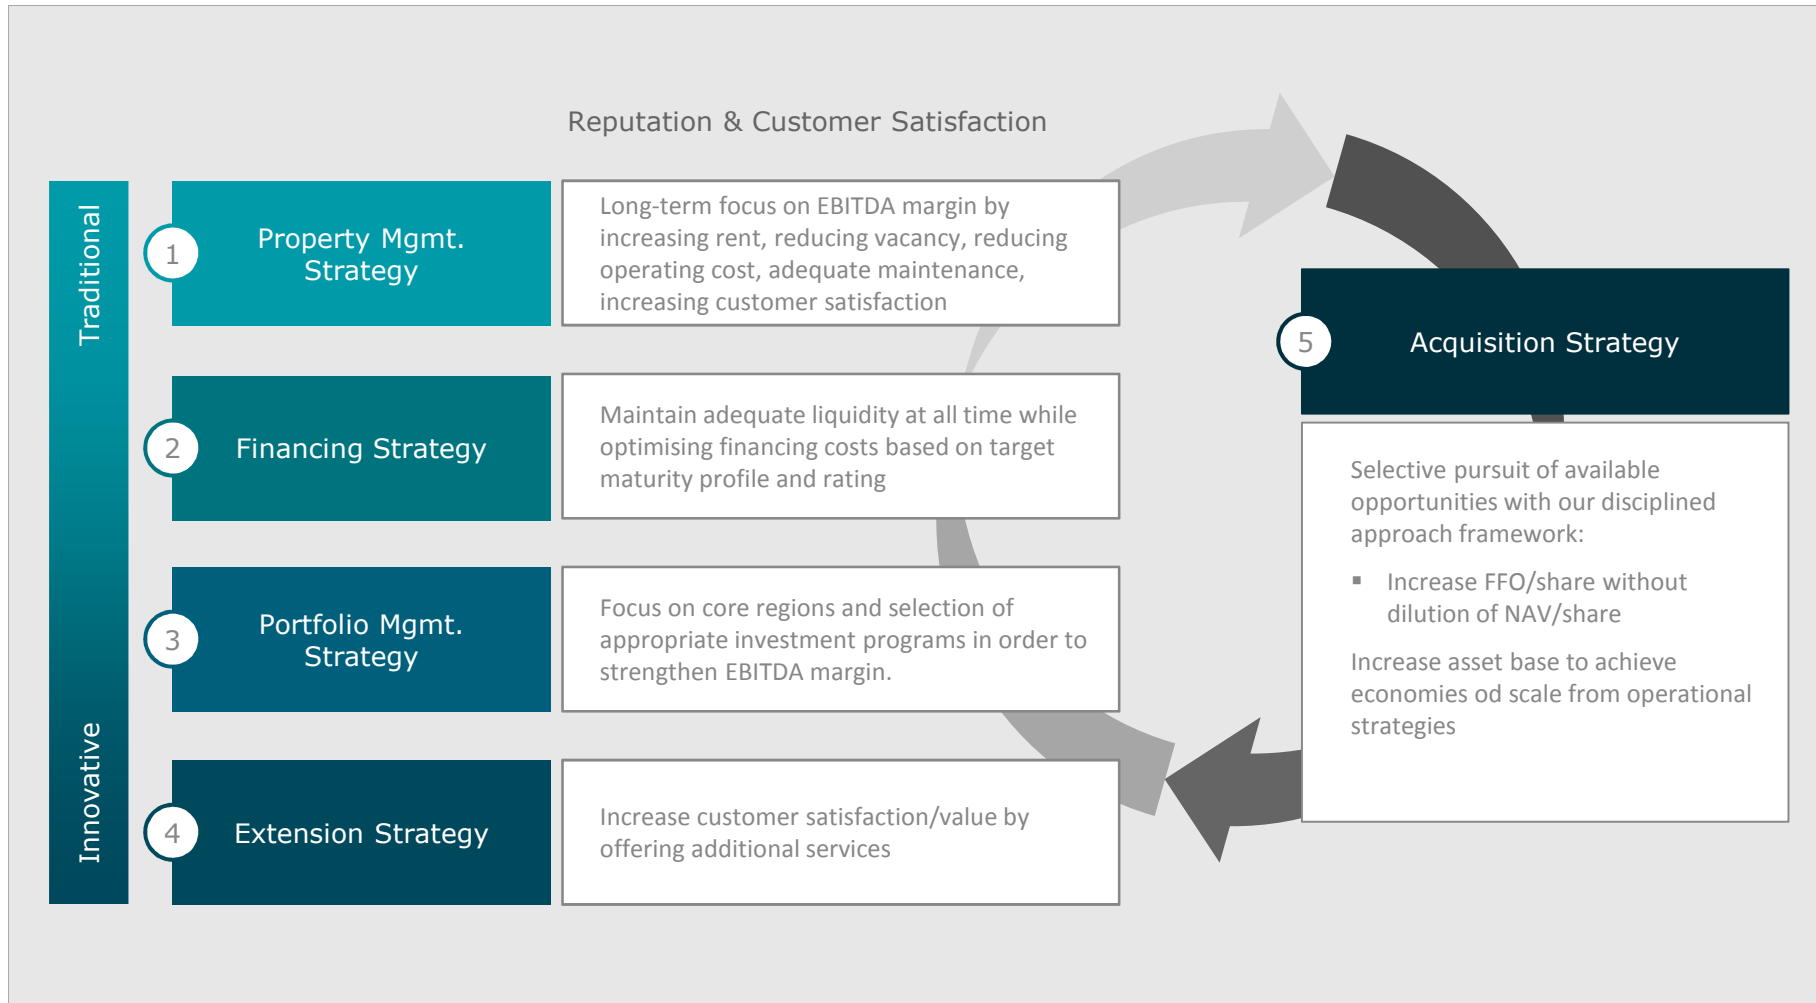 Reputation & Customer Satisfaction
Traditional
Innovative
1
Property Mgmt.
Strategy
Long-term focus on EBITDA margin by
increasing rent, reducing vacancy, reducing
operating cost, adequate maintenance,
increasing customer satisfaction
2
Financing Strategy
Maintain adequate liquidity at all time while
optimising financing costs based on target
maturity profile and rating
3
Portfolio Mgmt.
Strategy
Focus on core regions and selection of
appropriate investment programs in order to
strengthen EBITDA margin.
4
Extension Strategy
Increase customer satisfaction/value by
offering additional services
5
Acquisition Strategy
Selective pursuit of available
opportunities with our disciplined
approach framework:
▪ Increase FFO/share without
dilution of NAV/share
Increase asset base to achieve
economies od scale from operational
strategies